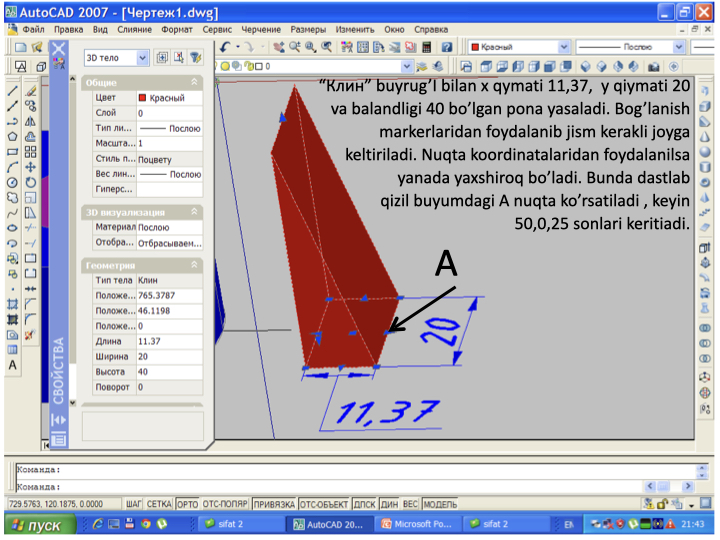 AutoCAD 2007 - [Чертеж1.dwg]
Файл Правка Вид Слияние Формат Сервис Черчение Размеры Изменить Окно Справка
Красный Послою
3D тело
0
Общие
Цвет Красный
Слой 0
Тип ли... Послою
Масшта... 1
Стиль п... Поцвету
Вес лин... Послою
Гиперс...
3D визуализация
Материал Послою
Отобра... Отбрасываем...
Геометрия
Тип тела Клин
Положе... 765.3787
Положе... 46.1198
Положе... 0
Длина 11.37
Ширина 20
Высота 40
Поворот 0
СВОЙСТВА
“Клин” buyrug’I bilan x qymati 11,37, y qiymati 20
va balandligi 40 bo’lgan pona yasaladi. Bog’lanish
markerlaridan foydalanib jism kerakli joyga
keltiriladi. Nuqta koordinatalaridan foydalanilsa
yanada yaxshiroq bo’ladi. Bunda dastlab
qizil buyumdagi A nuqta ko’rsatiladi , keyin
50,0,25 sonlari keritiadi.
A
20
11,37
A
Команда:
Команда:
729.5763, 120.1875, 0.0000 ШАГ СЕТКА ОРТО ОТС-ПОЛЯР ПРИВЯЗКА ОТС-ОБЪЕКТ ДПСК ДИН ВЕС МОДЕЛЬ
пуск sifat 2 AutoCAD 20... Microsoft Po... sifat 2 EN 21:43